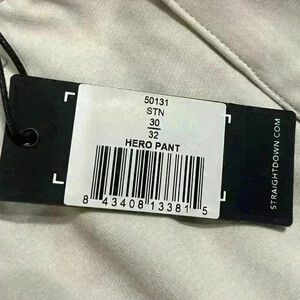 50131
STN
30
32
HERO PANT
8 43408 13381 5
STRAIGHTDOWN.COM